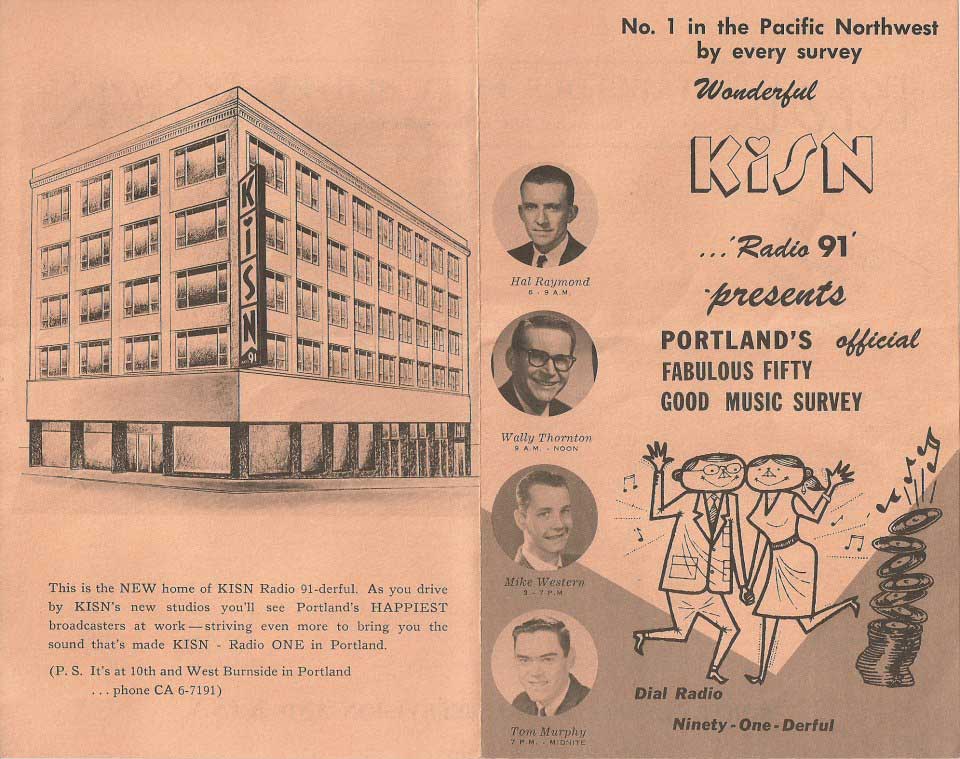 KiSN
91
This is the NEW home of KISN Radio 91-derful. As you drive
by KISN's new studios you'll see Portland's HAPPIEST
broadcasters at work — striving even more to bring you the
sound that's made KISN - Radio ONE in Portland.
(P. S. It's at 10th and West Burnside in Portland
. . . phone CA 6-7191)
No. 1 in the Pacific Northwest
by every survey
Wonderful
KiSN
...'Radio 91'
presents
PORTLAND'S official
FABULOUS FIFTY
GOOD MUSIC SURVEY
Hal Raymond
6 - 9 A.M.
Wally Thornton
9 A.M. - NOON
Mike Western
3 - 7 P.M
Tom Murphy
7 P.M. - MIDNITE
Dial Radio
Ninety-One-Derful